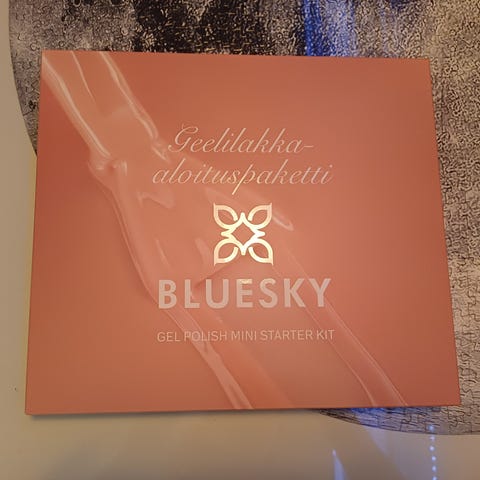 Geelilakka-
aloituspaketti
BLUESKY
GEL POLISH MINI STARTER KIT